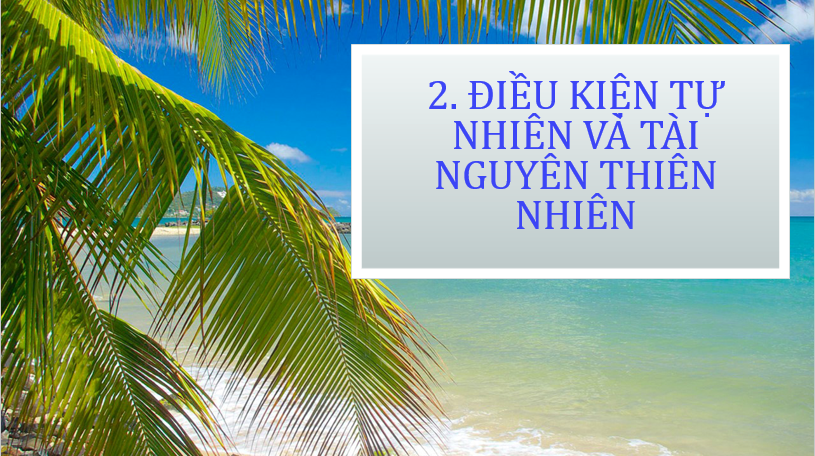 2. ĐIỀU KIỆN TỰ
NHIÊN VÀ TÀI
NGUYÊN THIÊN
NHIÊN